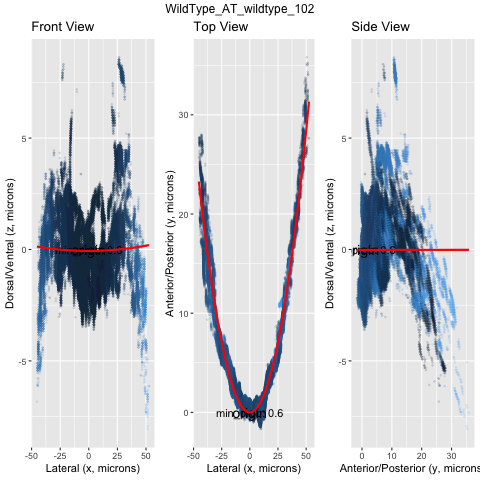 WildType_AT_wildtype_102
Front View
Top View
Side View
Dorsal/Ventral (z, microns)
5
0
-5
-50
-25
0
25
50
Lateral (x, microns)
Anterior/Posterior (y, microns)
30
20
10
0
-50
-25
0
25
50
Lateral (x, microns)
Dorsal/Ventral (z, microns)
5
0
-5
0
10
20
30
Anterior/Posterior (y, microns